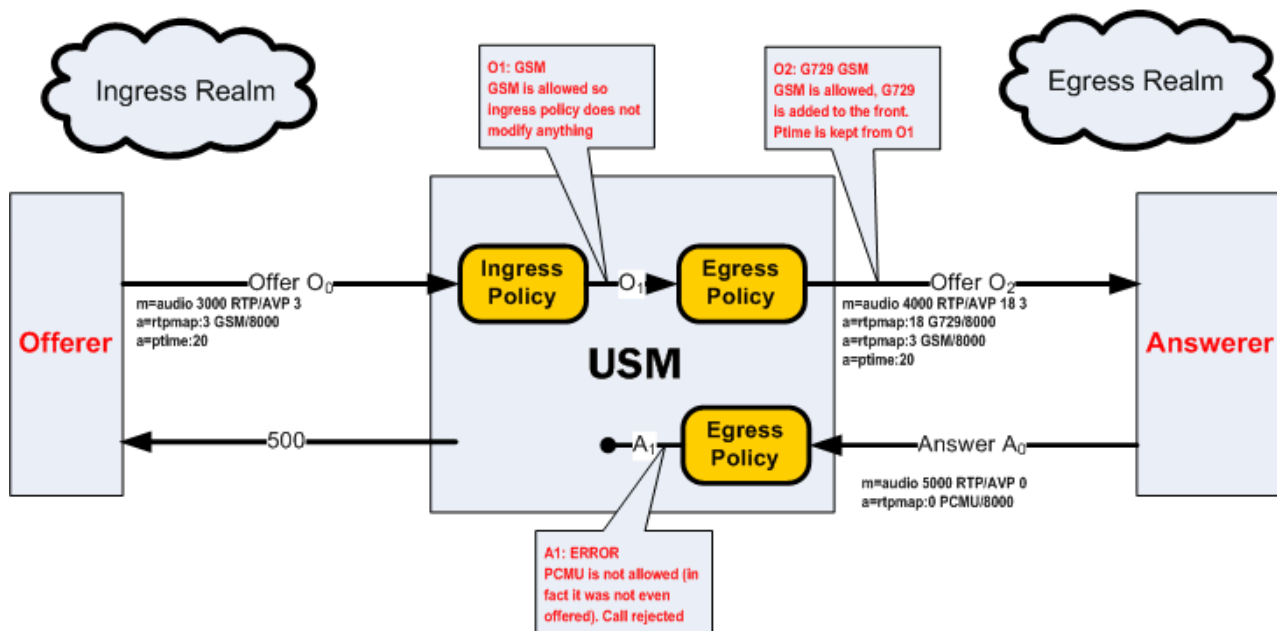 Ingress Realm
O1: GSM
GSM is allowed so
ingress policy does not
modify anything
O2: G729 GSM
GSM is allowed, G729
is added to the front.
Ptime is kept from O1
Egress Realm
Offerer
Offer O0
m=audio 3000 RTP/AVP 3
a=rtpmap:3 GSM/8000
a=ptime:20
Ingress
Policy
O1
Egress
Policy
Offer O2
m=audio 4000 RTP/AVP 18 3
a=rtpmap:18 G729/8000
a=rtpmap:3 GSM/8000
a=ptime:20
Answerer
USM
500
A1
Egress
Policy
Answer A0
m=audio 5000 RTP/AVP 0
a=rtpmap:0 PCMU/8000
A1: ERROR
PCMU is not allowed (in
fact it was not even
offered). Call rejected